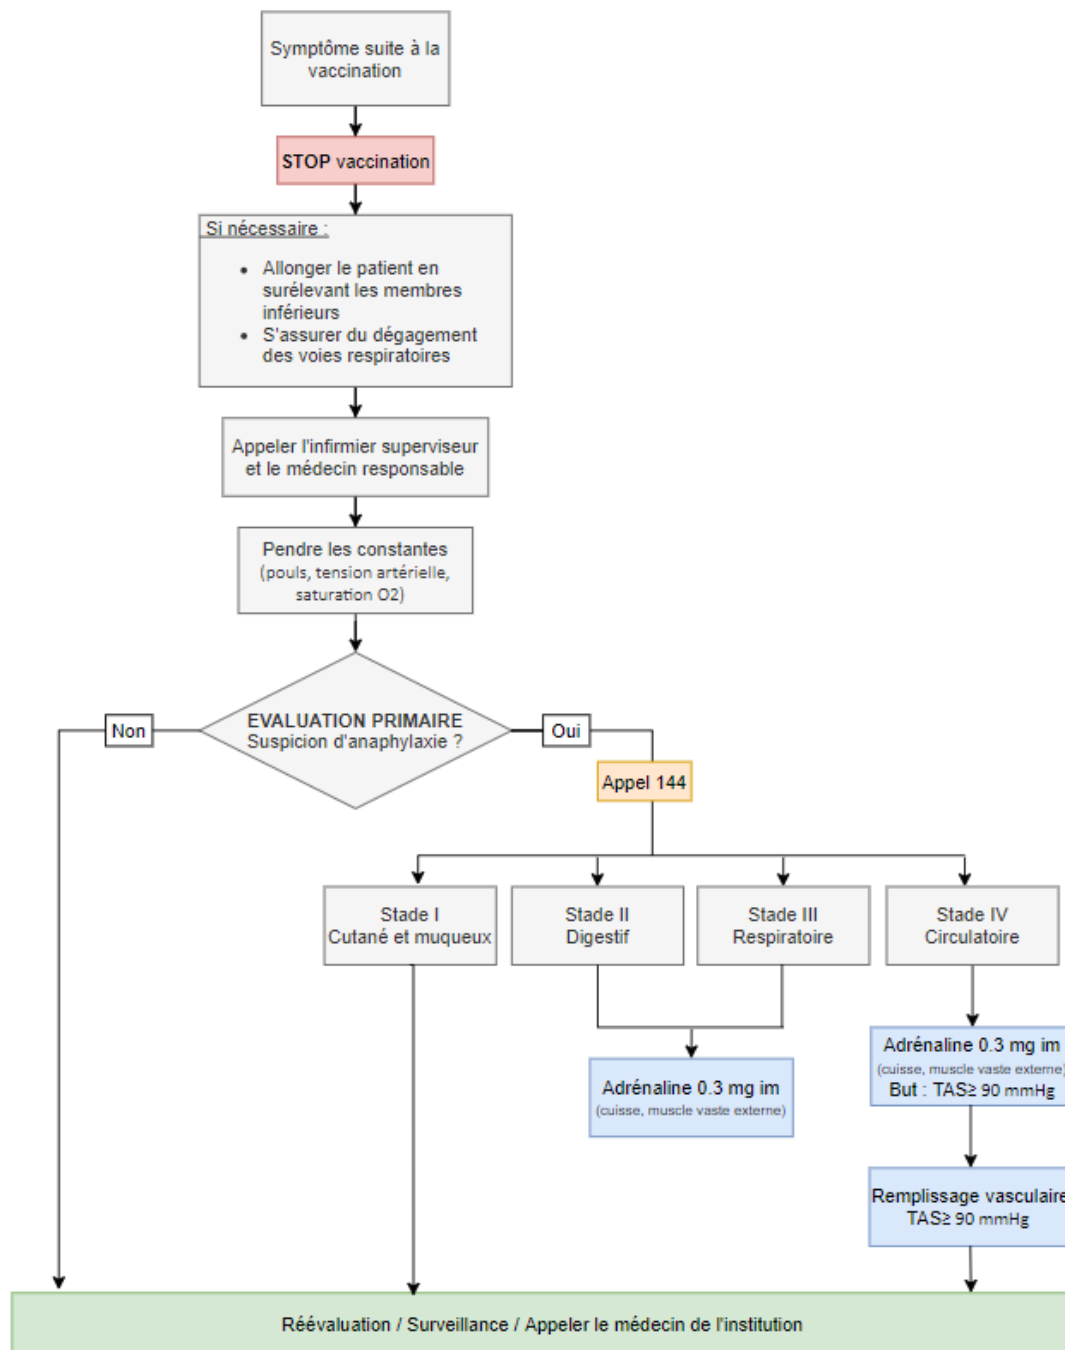 Symptôme suite à la
vaccination
STOP vaccination
Si nécessaire :
• Allonger le patient en
surélevant les membres
inférieurs
• S'assurer du dégagement
des voies respiratoires
Appeler l'infirmier superviseur
et le médecin responsable
Pendre les constantes
(pouls, tension artérielle,
saturation O2)
EVALUATION PRIMAIRE
Suspicion d'anaphylaxie ?
Non
Oui
Appel 144
Stade I
Cutané et muqueux
Stade II
Digestif
Stade III
Respiratoire
Stade IV
Circulatoire
Adrénaline 0.3 mg im
(cuisse, muscle vaste externe)
Adrénaline 0.3 mg im
(cuisse, muscle vaste externe)
But : TAS≥ 90 mmHg
Remplissage vasculaire
TAS≥ 90 mmHg
Réévaluation / Surveillance / Appeler le médecin de l'institution